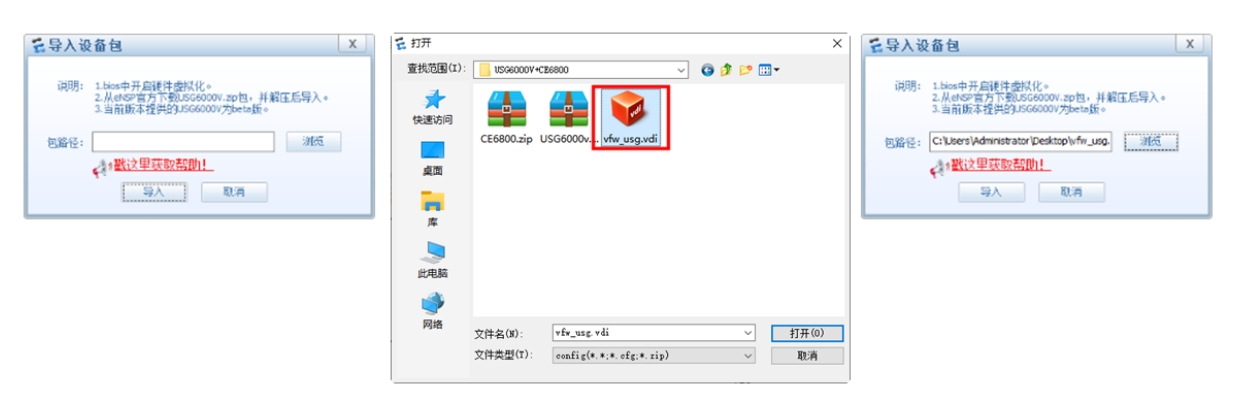 导入设备包
说明: 1.bios中开启硬件虚拟化。
2.从eNSP官方下载USG6000V.zip包，并解压后导入。
3.当前版本提供的USG6000V为beta版。
包路径:
浏览
戳这里获取帮助!
导入
取消
打开
查找范围(I):
USG6000V+CE6800
快速访问
桌面
库
此电脑
网络
CE6800.zip
USG6000v....
vfw_usg.vdi
vdi
文件名(N):
vfw_usg.vdi
打开(O)
文件类型(T):
config(*.*;*.cfg;*.zip)
取消
导入设备包
说明: 1.bios中开启硬件虚拟化。
2.从eNSP官方下载USG6000V.zip包，并解压后导入。
3.当前版本提供的USG6000V为beta版。
包路径:
C:\Users\Administrator\Desktop\vfw_usg.
浏览
戳这里获取帮助!
导入
取消